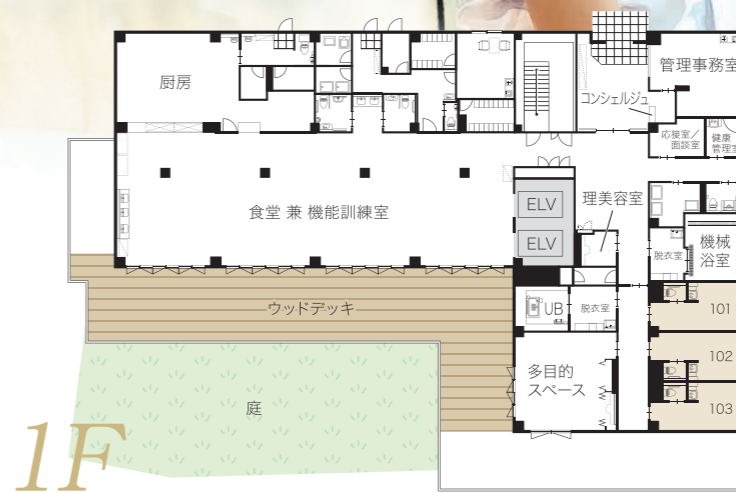 厨房
管理事務室
コンシェルジュ
応接室／
面談室
健康
管理室
ELV
理美容室
食堂 兼 機能訓練室
ELV
脱衣室
機械
浴室
ウッドデッキ
UB
脱衣室
101
102
多目的
スペース
庭
103
1F